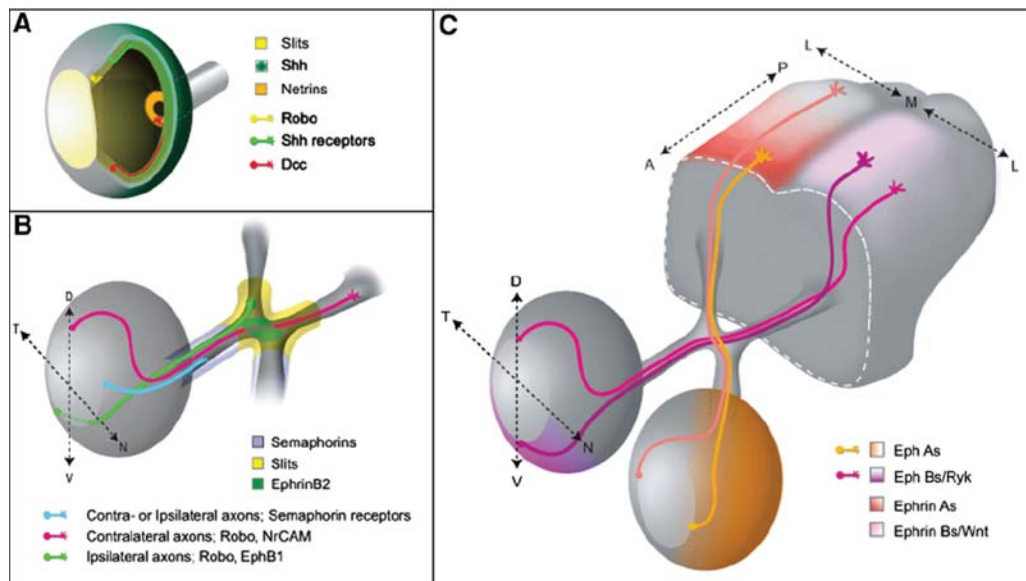 A
Slits
Shh
Netrins
Robo
Shh receptors
Dcc
B
D
T
N
V
Semaphorins
Slits
EphrinB2
Contra- or Ipsilateral axons; Semaphorin receptors
Contralateral axons; Robo, NrCAM
Ipsilateral axons; Robo, EphB1
C
L
P
M
A
L
D
T
N
V
Eph As
Eph Bs/Ryk
Ephrin As
Ephrin Bs/Wnt